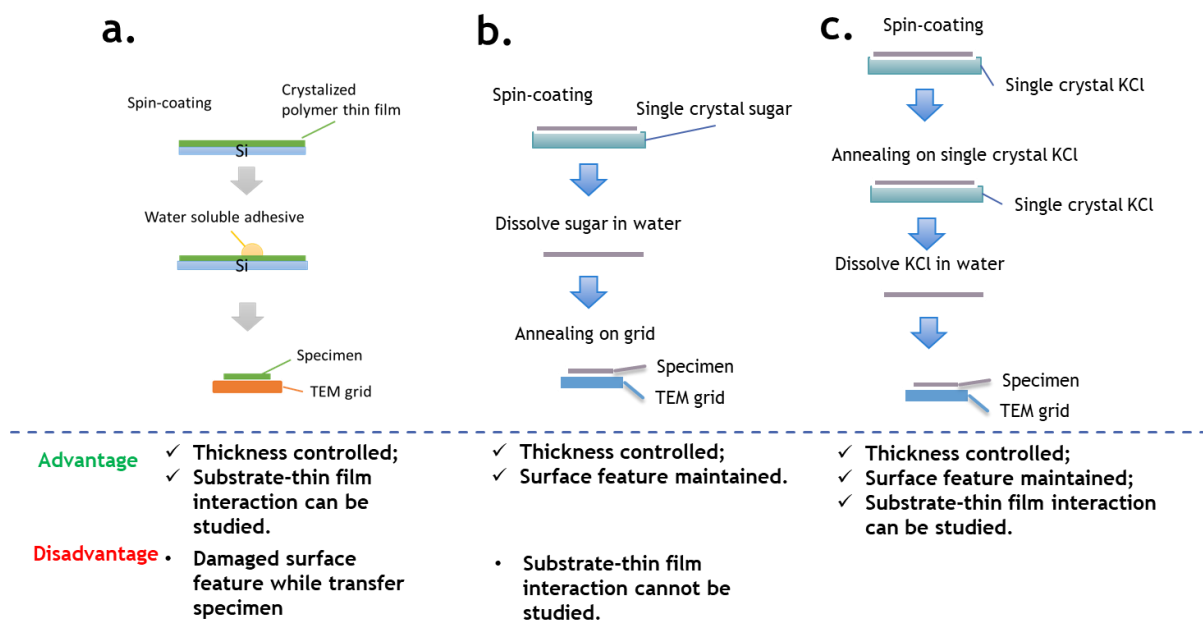 a.
Spin-coating
Crystalized
polymer thin film
Si
Water soluble adhesive
Si
Specimen
TEM grid
b.
Spin-coating
Single crystal sugar
Dissolve sugar in water
Annealing on grid
Specimen
TEM grid
c.
Spin-coating
Single crystal KCl
Annealing on single crystal KCl
Single crystal KCl
Dissolve KCl in water
Specimen
TEM grid
Advantage
✓ Thickness controlled;
✓ Substrate-thin film
interaction can be
studied.
✓ Thickness controlled;
✓ Surface feature maintained.
✓ Thickness controlled;
✓ Surface feature maintained;
✓ Substrate-thin film interaction
can be studied.
Disadvantage
• Damaged surface
feature while transfer
specimen
• Substrate-thin film
interaction cannot be
studied.